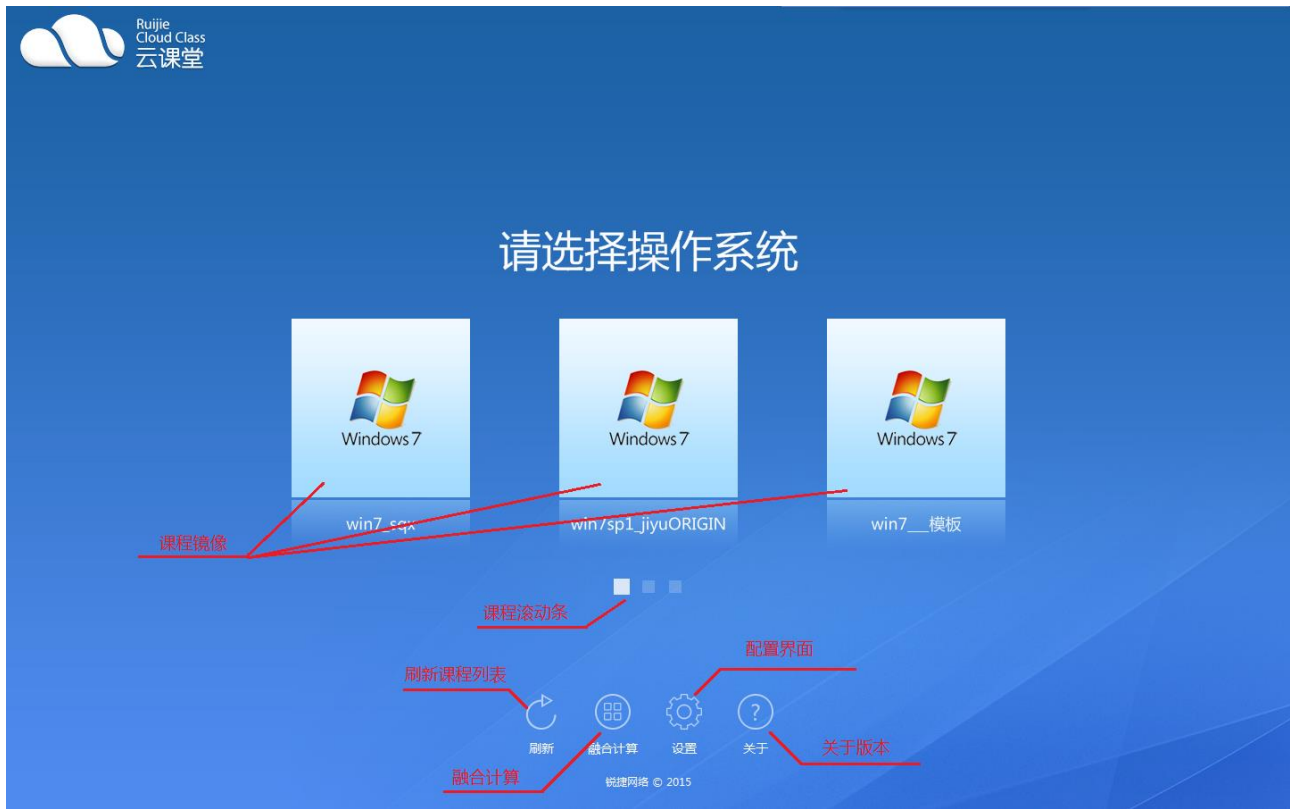 Ruijie
Cloud Class
云课堂
请选择操作系统
Windows 7
Windows 7
Windows 7
win7_sqx
win7sp1_jiyuORIGIN
win7___模板
课程镜像
课程滚动条
配置界面
刷新课程列表
?
刷新
融合计算
设置
关于
关于版本
融合计算
锐捷网络 © 2015